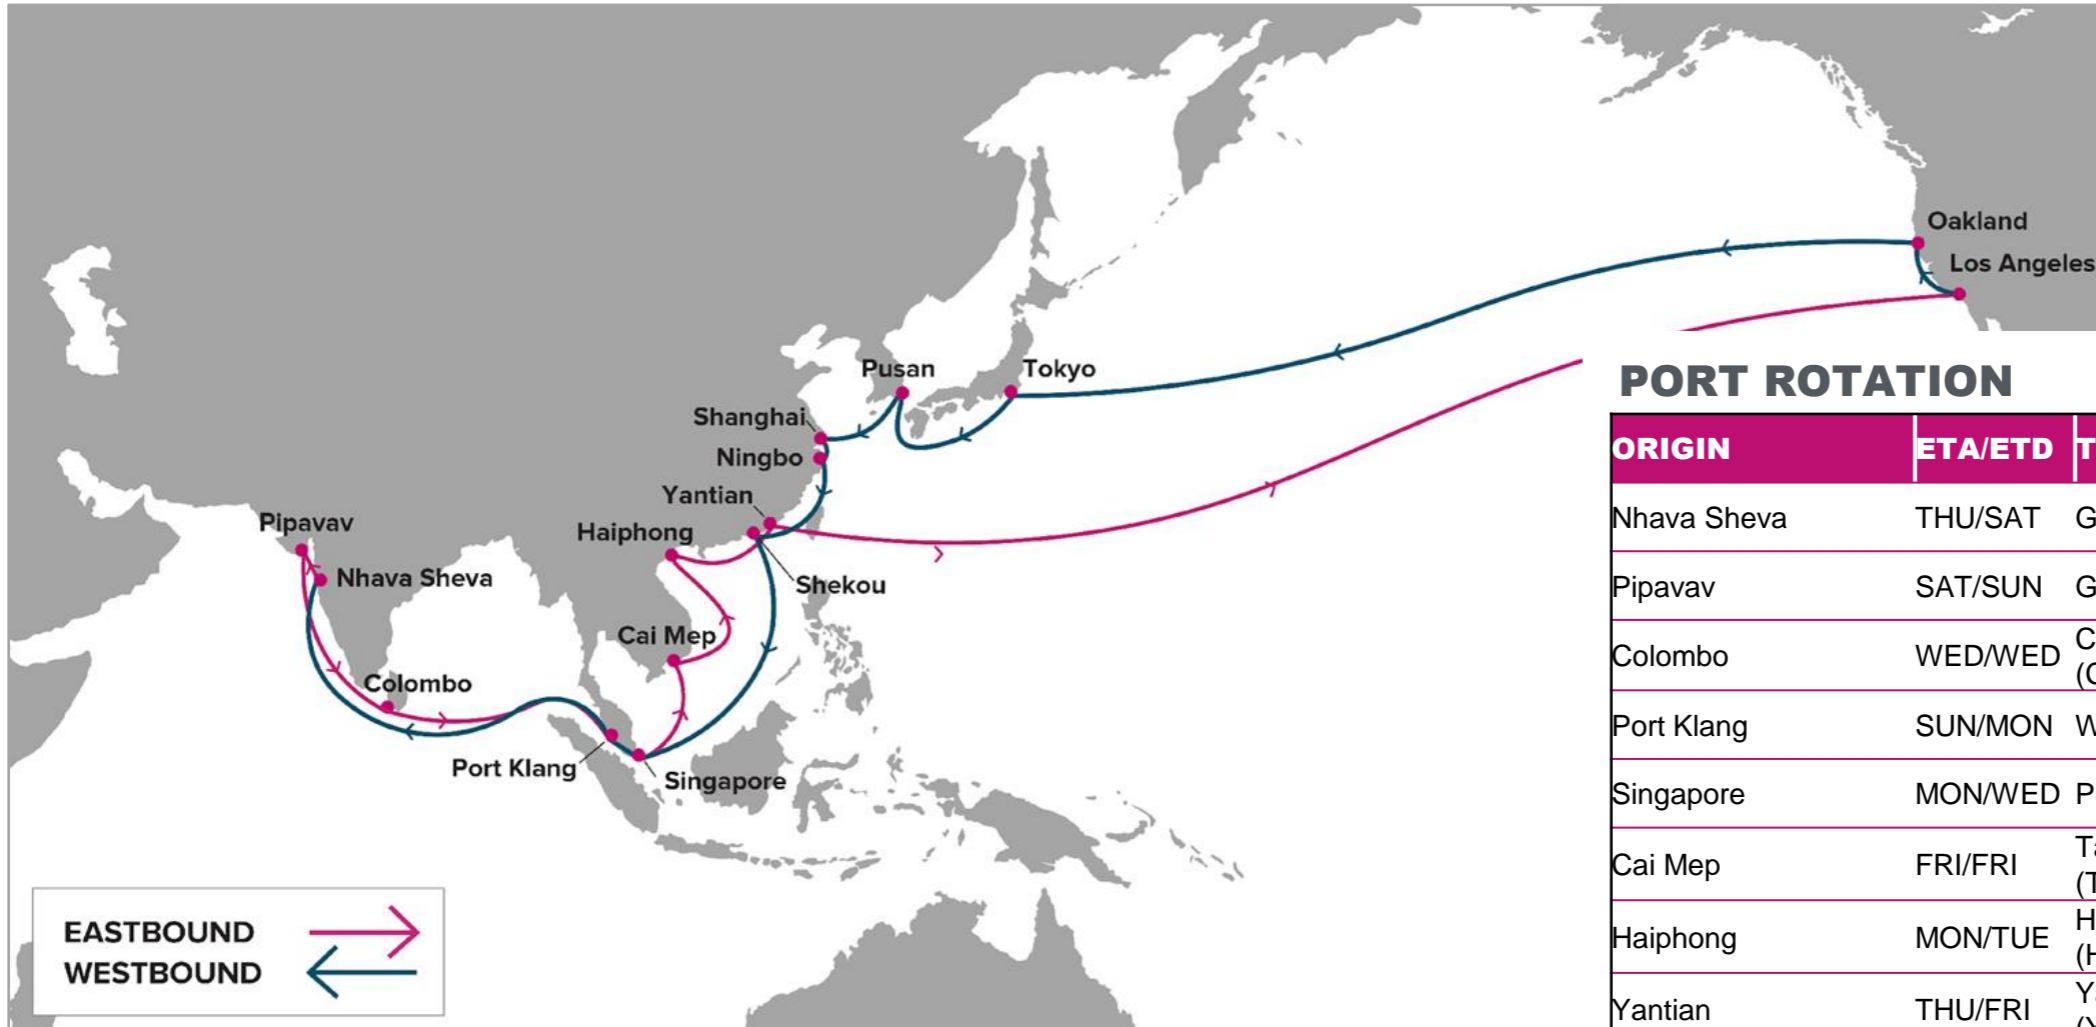 Oakland
Los Angeles
Pusan
Tokyo
Shanghai
Ningbo
Yantian
Haiphong
Pipavav
Nhava Sheva
Shekou
Cai Mep
Colombo
Port Klang
Singapore
EASTBOUND
WESTBOUND
PORT ROTATION
ORIGIN ETA/ETD
Nhava Sheva THU/SAT
Pipavav SAT/SUN
Colombo WED/WED
Port Klang SUN/MON
Singapore MON/WED
Cai Mep FRI/FRI
Haiphong MON/TUE
Yantian THU/FRI